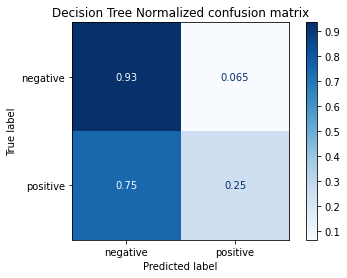 Decision Tree Normalized confusion matrix
True label
negative
positive
0.93 0.065
0.75 0.25
negative positive
Predicted label
0.9
0.8
0.7
0.6
0.5
0.4
0.3
0.2
0.1